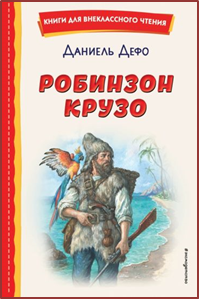 КНИГИ ДЛЯ ВНЕКЛАССНОГО ЧТЕНИЯ
ДАНИЕЛЬ ДЕФО
РОБИНЗОН
КРУЗО